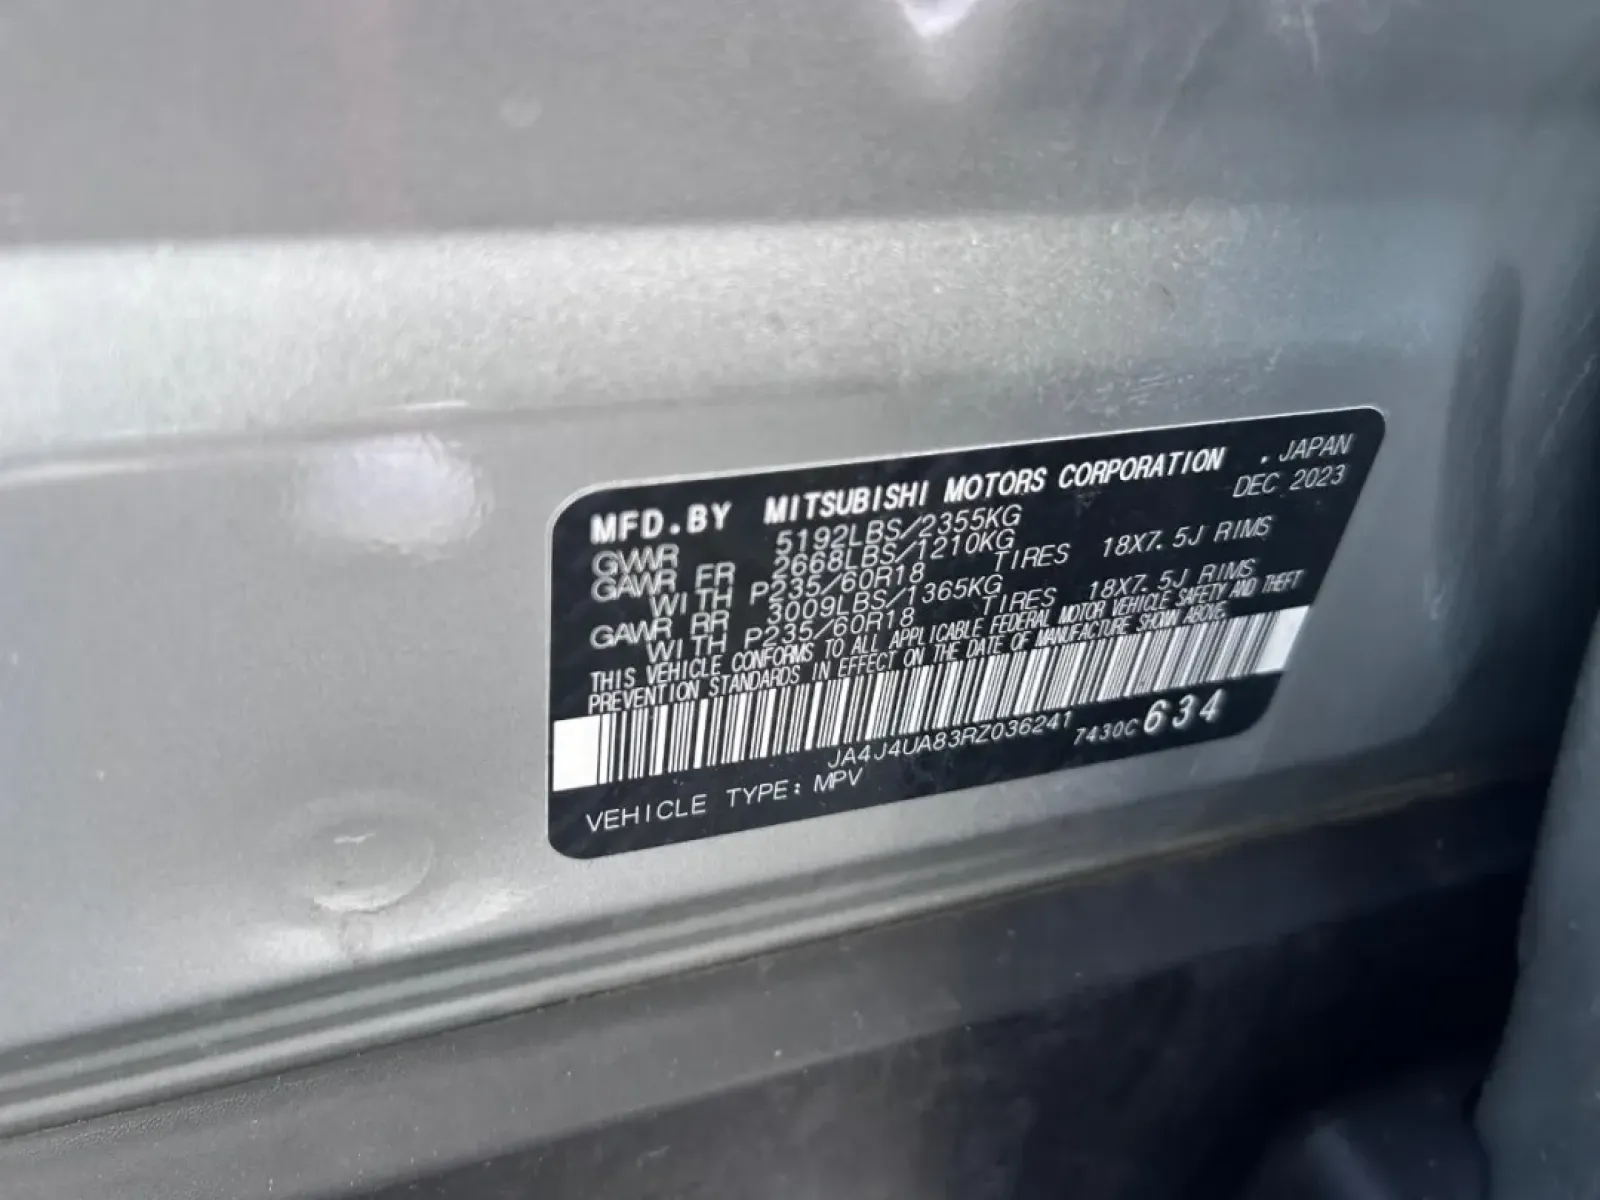 MFD.BY MITSUBISHI MOTORS CORPORATION . JAPAN
GVWR 5192LBS/2355KG DEC 2023
GAWR FR 2668LBS/1210KG
WITH P235/60R18 TIRES 18X7.5J RIMS
GAWR RR 3009LBS/1365KG
WITH P235/60R18 TIRES 18X7.5J RIMS
THIS VEHICLE CONFORMS TO ALL APPLICABLE FEDERAL MOTOR VEHICLE SAFETY AND THEFT
PREVENTION STANDARDS IN EFFECT ON THE DATE OF MANUFACTURE SHOWN ABOVE.
JA4J4UA83RZ036241 7430C 634
VEHICLE TYPE: MPV